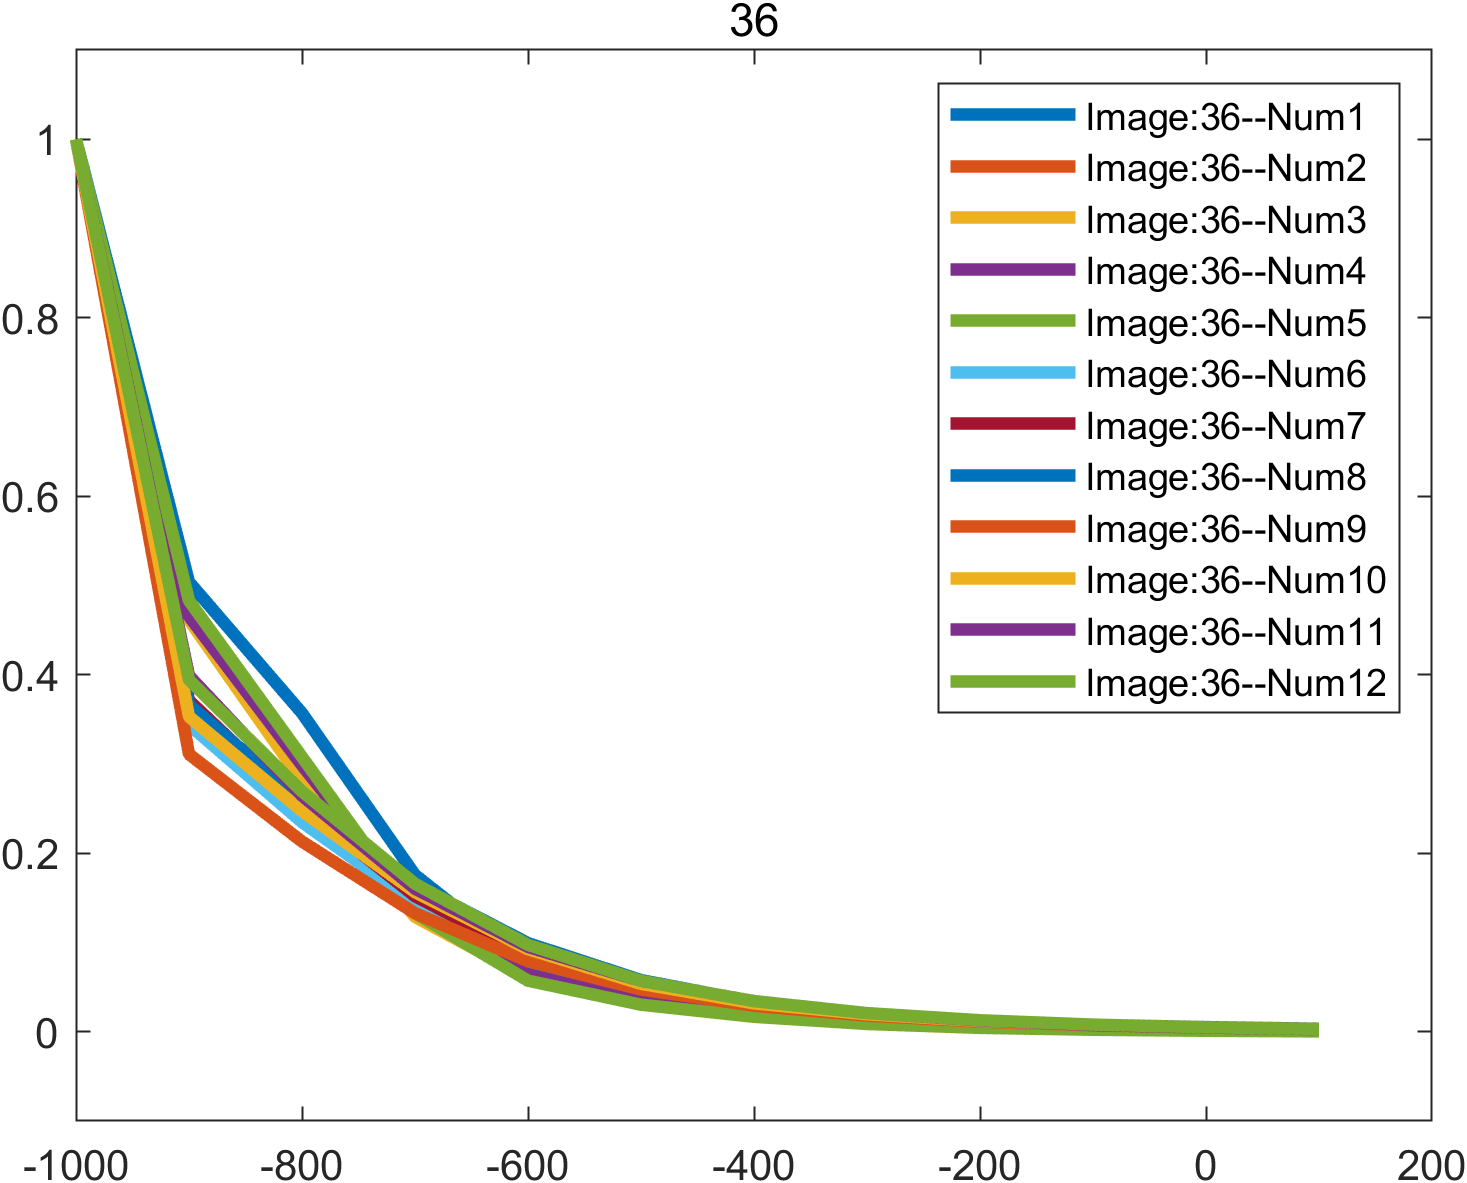 36
1
0.8
0.6
0.4
0.2
0
-1000
-800
-600
-400
-200
0
200
Image:36--Num1
Image:36--Num2
Image:36--Num3
Image:36--Num4
Image:36--Num5
Image:36--Num6
Image:36--Num7
Image:36--Num8
Image:36--Num9
Image:36--Num10
Image:36--Num11
Image:36--Num12